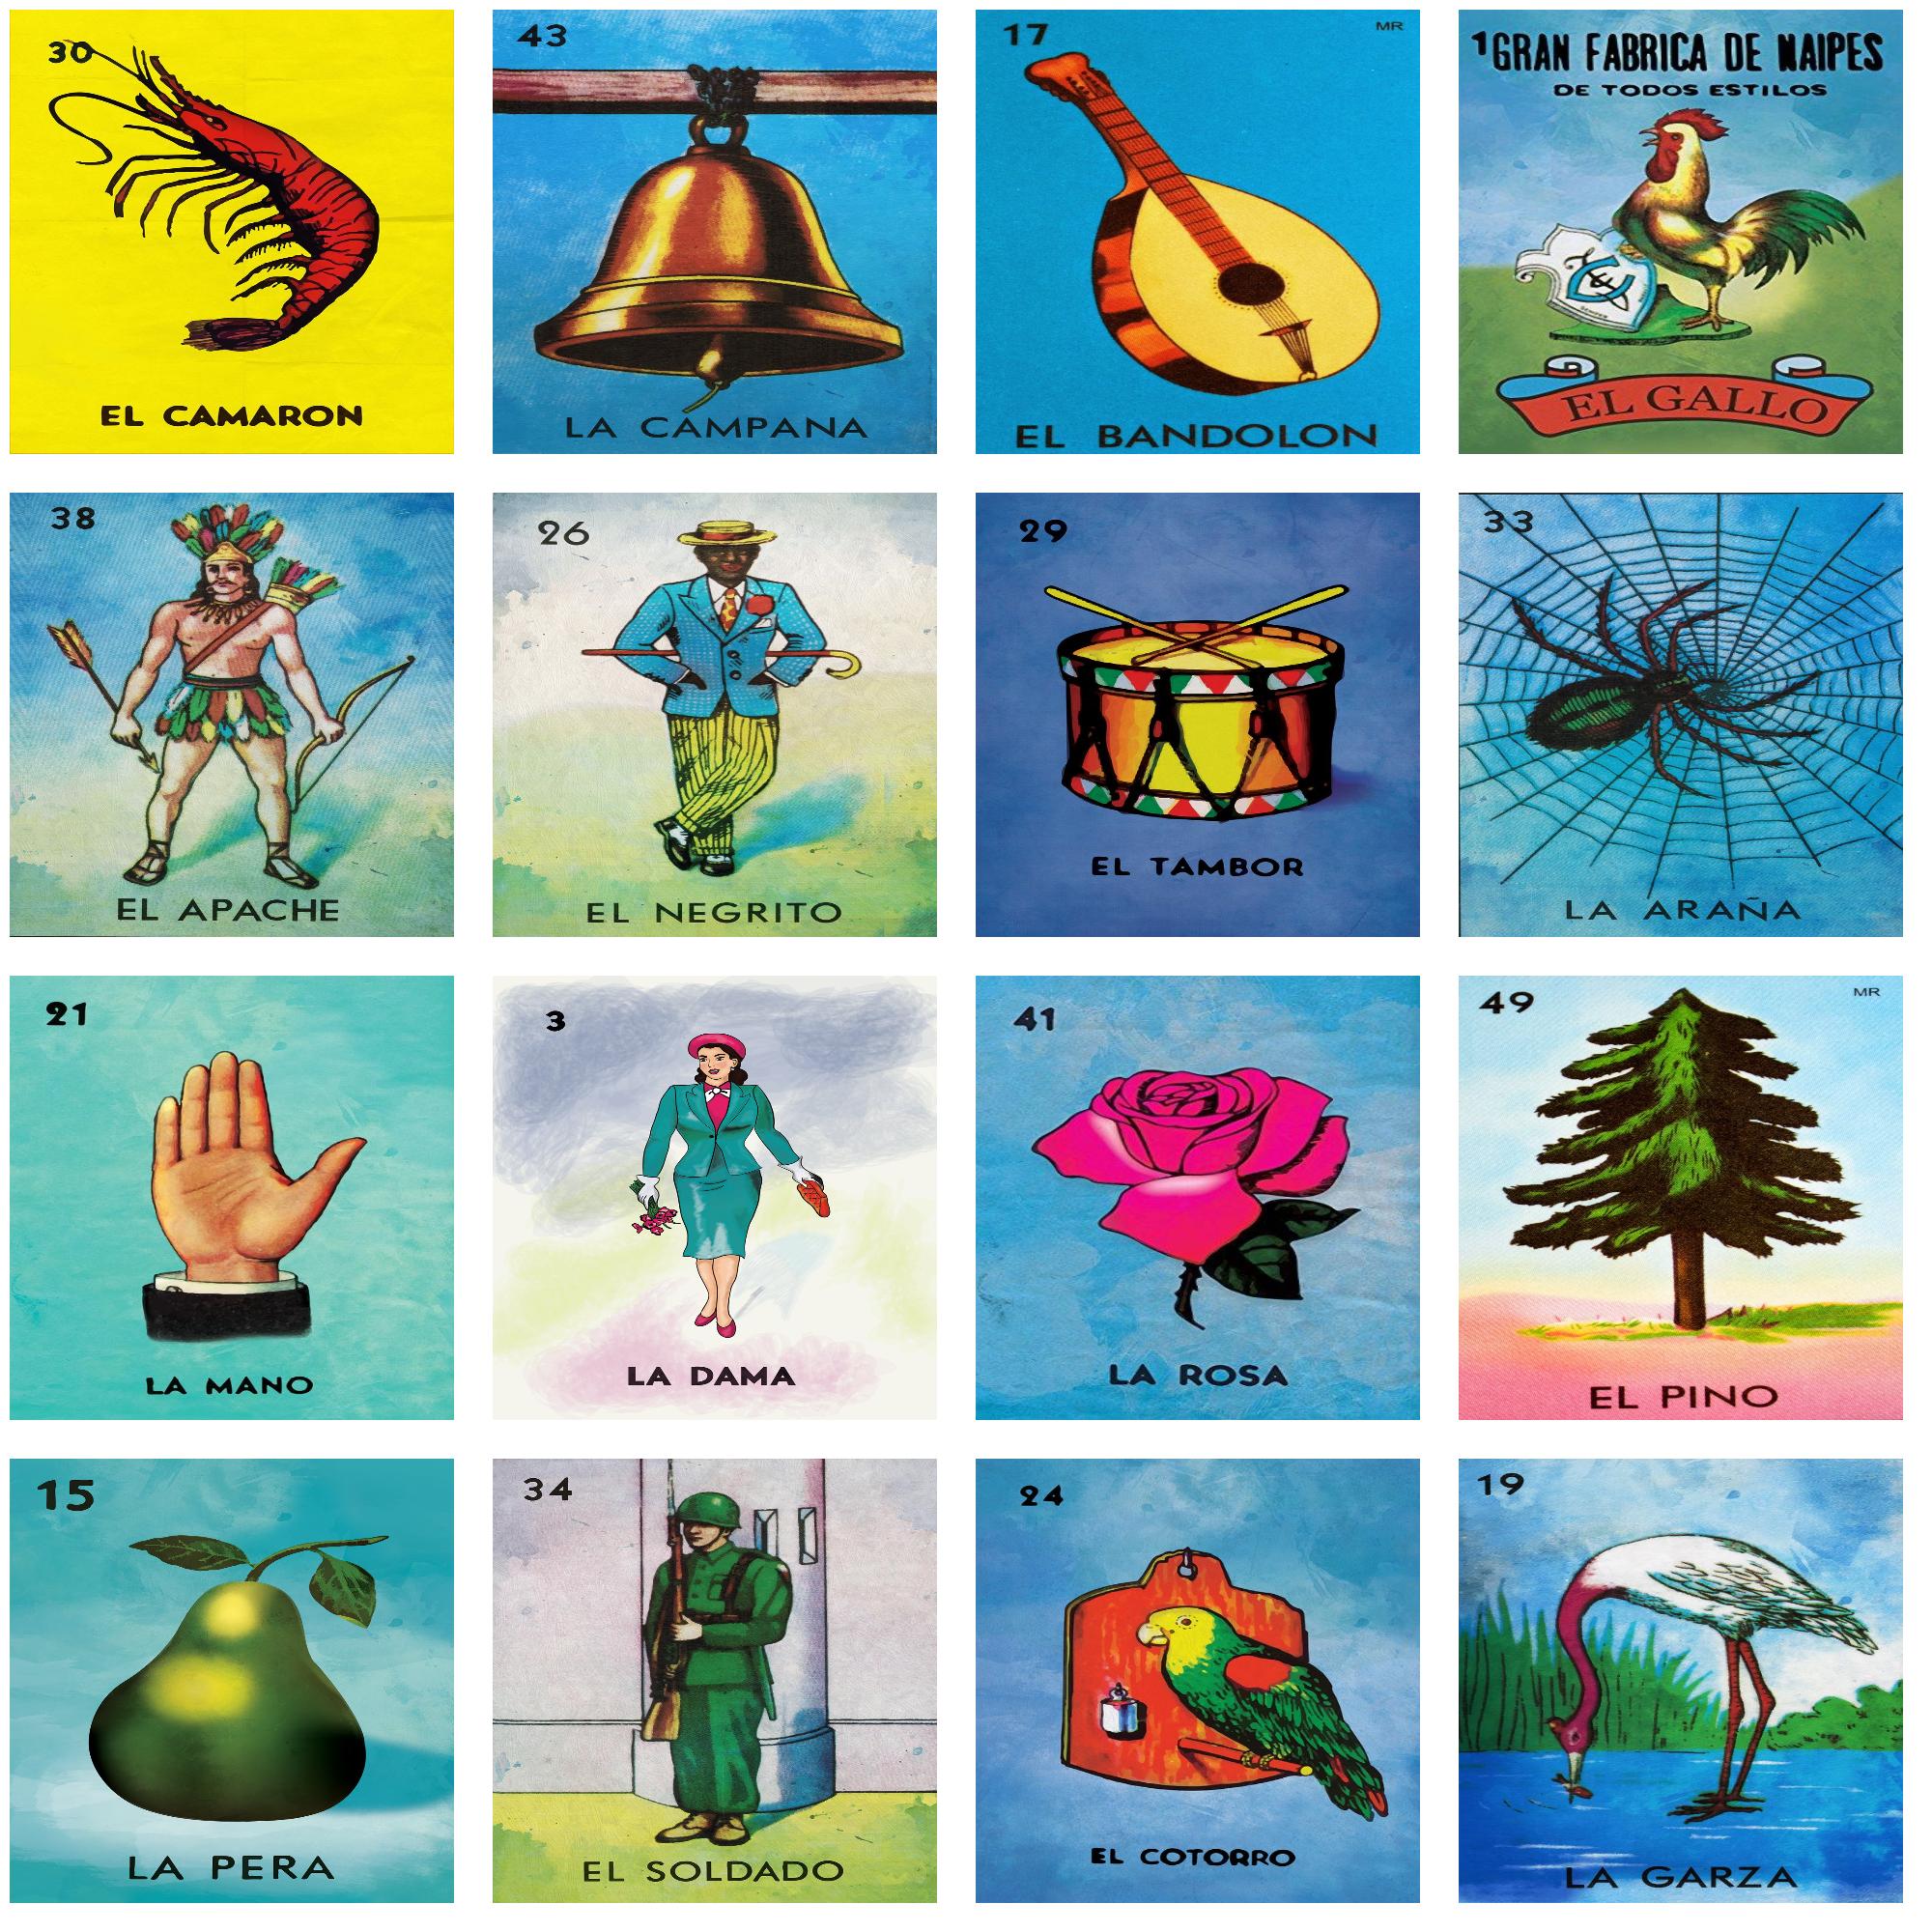 30
EL CAMARON
43
LA CAMPANA
17
MR
EL BANDOLON
1
GRAN FABRICA DE NAIPES
DE TODOS ESTILOS
EL GALLO
38
EL APACHE
26
EL NEGRITO
29
EL TAMBOR
33
LA ARAÑA
21
LA MANO
3
LA DAMA
41
LA ROSA
49
MR
EL PINO
15
LA PERA
34
EL SOLDADO
24
EL COTORRO
19
LA GARZA